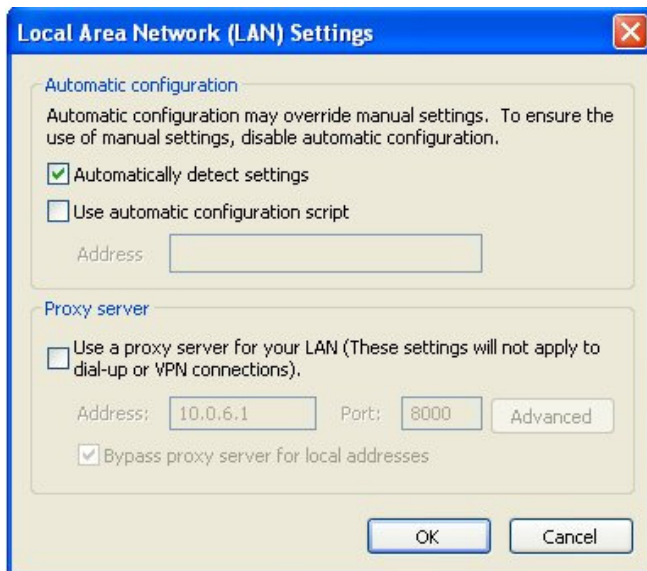 Local Area Network (LAN) Settings
Automatic configuration
Automatic configuration may override manual settings. To ensure the
use of manual settings, disable automatic configuration.
Automatically detect settings
Use automatic configuration script
Address
Proxy server
Use a proxy server for your LAN (These settings will not apply to
dial-up or VPN connections).
Address: 10.0.6.1 Port: 8000 Advanced
Bypass proxy server for local addresses
OK Cancel